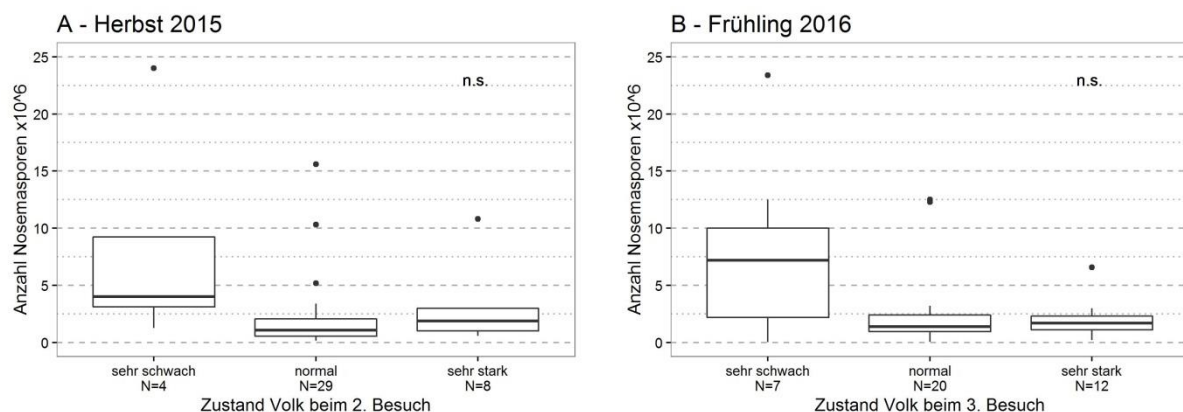 A - Herbst 2015
Anzahl Nosemasporen x10^6
25
20
15
10
5
0
n.s.
sehr schwach
N=4
normal
N=29
sehr stark
N=8
Zustand Volk beim 2. Besuch
B - Frühling 2016
Anzahl Nosemasporen x10^6
25
20
15
10
5
0
n.s.
sehr schwach
N=7
normal
N=20
sehr stark
N=12
Zustand Volk beim 3. Besuch